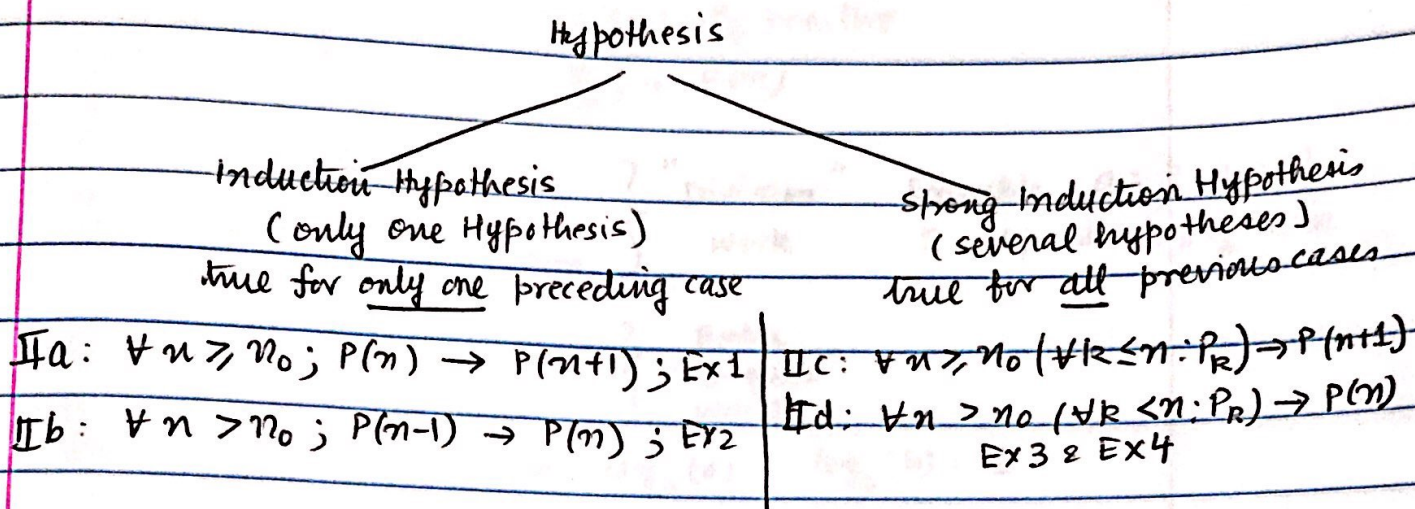 Hypothesis
Induction Hypothesis
(only one Hypothesis)
true for only one preceding case
Strong Induction Hypothesis
(several hypotheses)
true for all previous cases
IIa: ∀ n ≥ n₀; P(n) → P(n+1); Ex1
IIb: ∀ n > n₀; P(n-1) → P(n); Ex2
IIc: ∀ n ≥ n₀ (∀k ≤ n : Pₖ) → P(n+1)
IId: ∀n > n₀ (∀k < n : Pₖ) → P(n)
Ex3 & Ex4